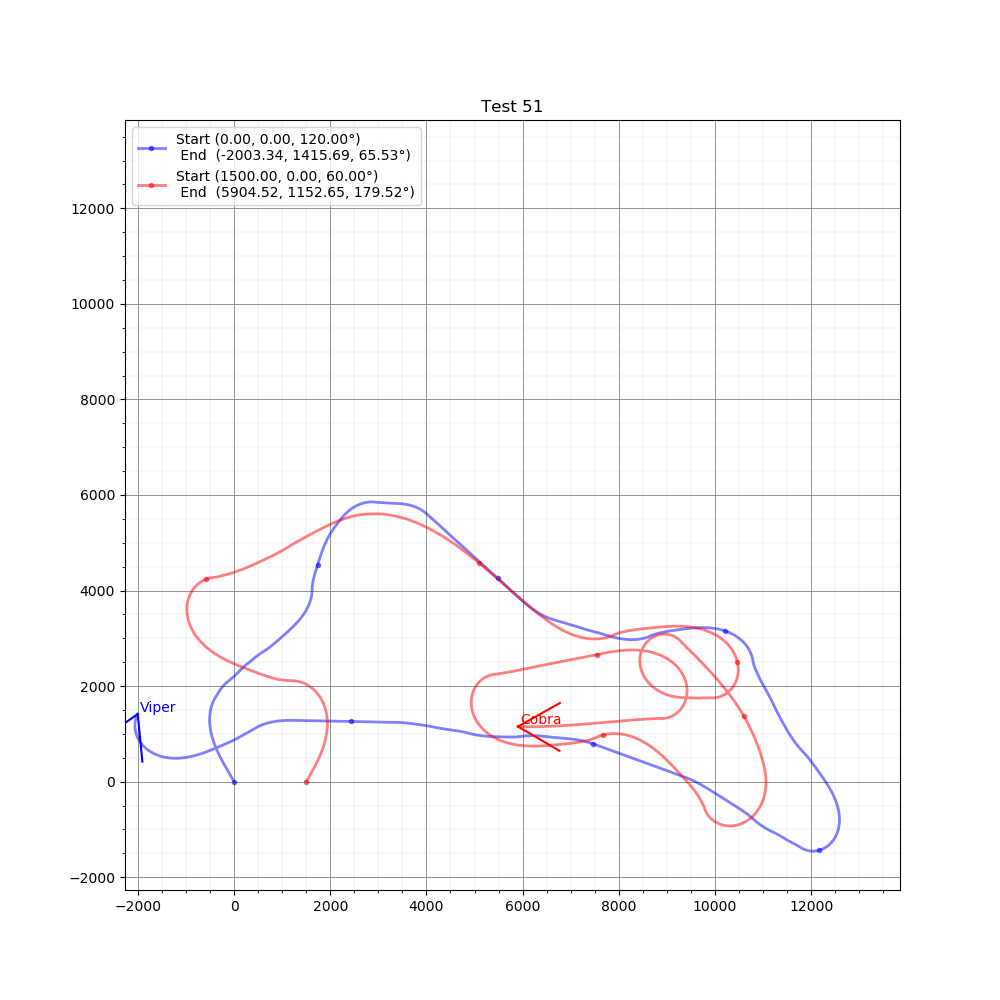 Test 51
Start (0.00, 0.00, 120.00°)
End (-2003.34, 1415.69, 65.53°)
Start (1500.00, 0.00, 60.00°)
End (5904.52, 1152.65, 179.52°)
12000
10000
8000
6000
4000
2000
0
−2000
Viper
Cobra
−2000 0 2000 4000 6000 8000 10000 12000